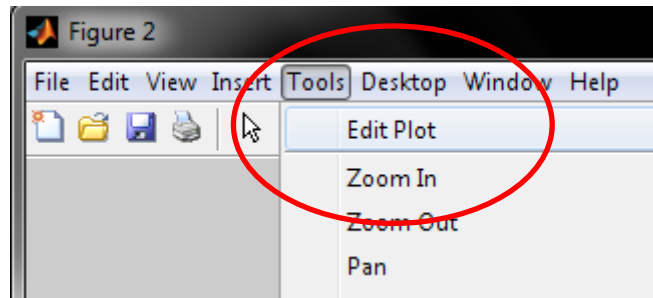 Figure 2
File Edit View Insert Tools Desktop Window Help
Edit Plot
Zoom In
Zoom Out
Pan